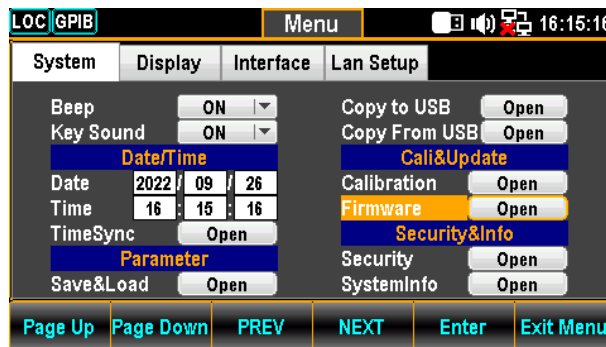 LOC GPIB Menu 16:15:16
System Display Interface Lan Setup
Beep ON
Key Sound ON
Date/Time
Date 2022 / 09 / 26
Time 16 : 15 : 16
TimeSync Open
Parameter
Save&Load Open
Copy to USB Open
Copy From USB Open
Cali&Update
Calibration Open
Firmware Open
Security&Info
Security Open
SystemInfo Open
Page Up Page Down PREV NEXT Enter Exit Menu